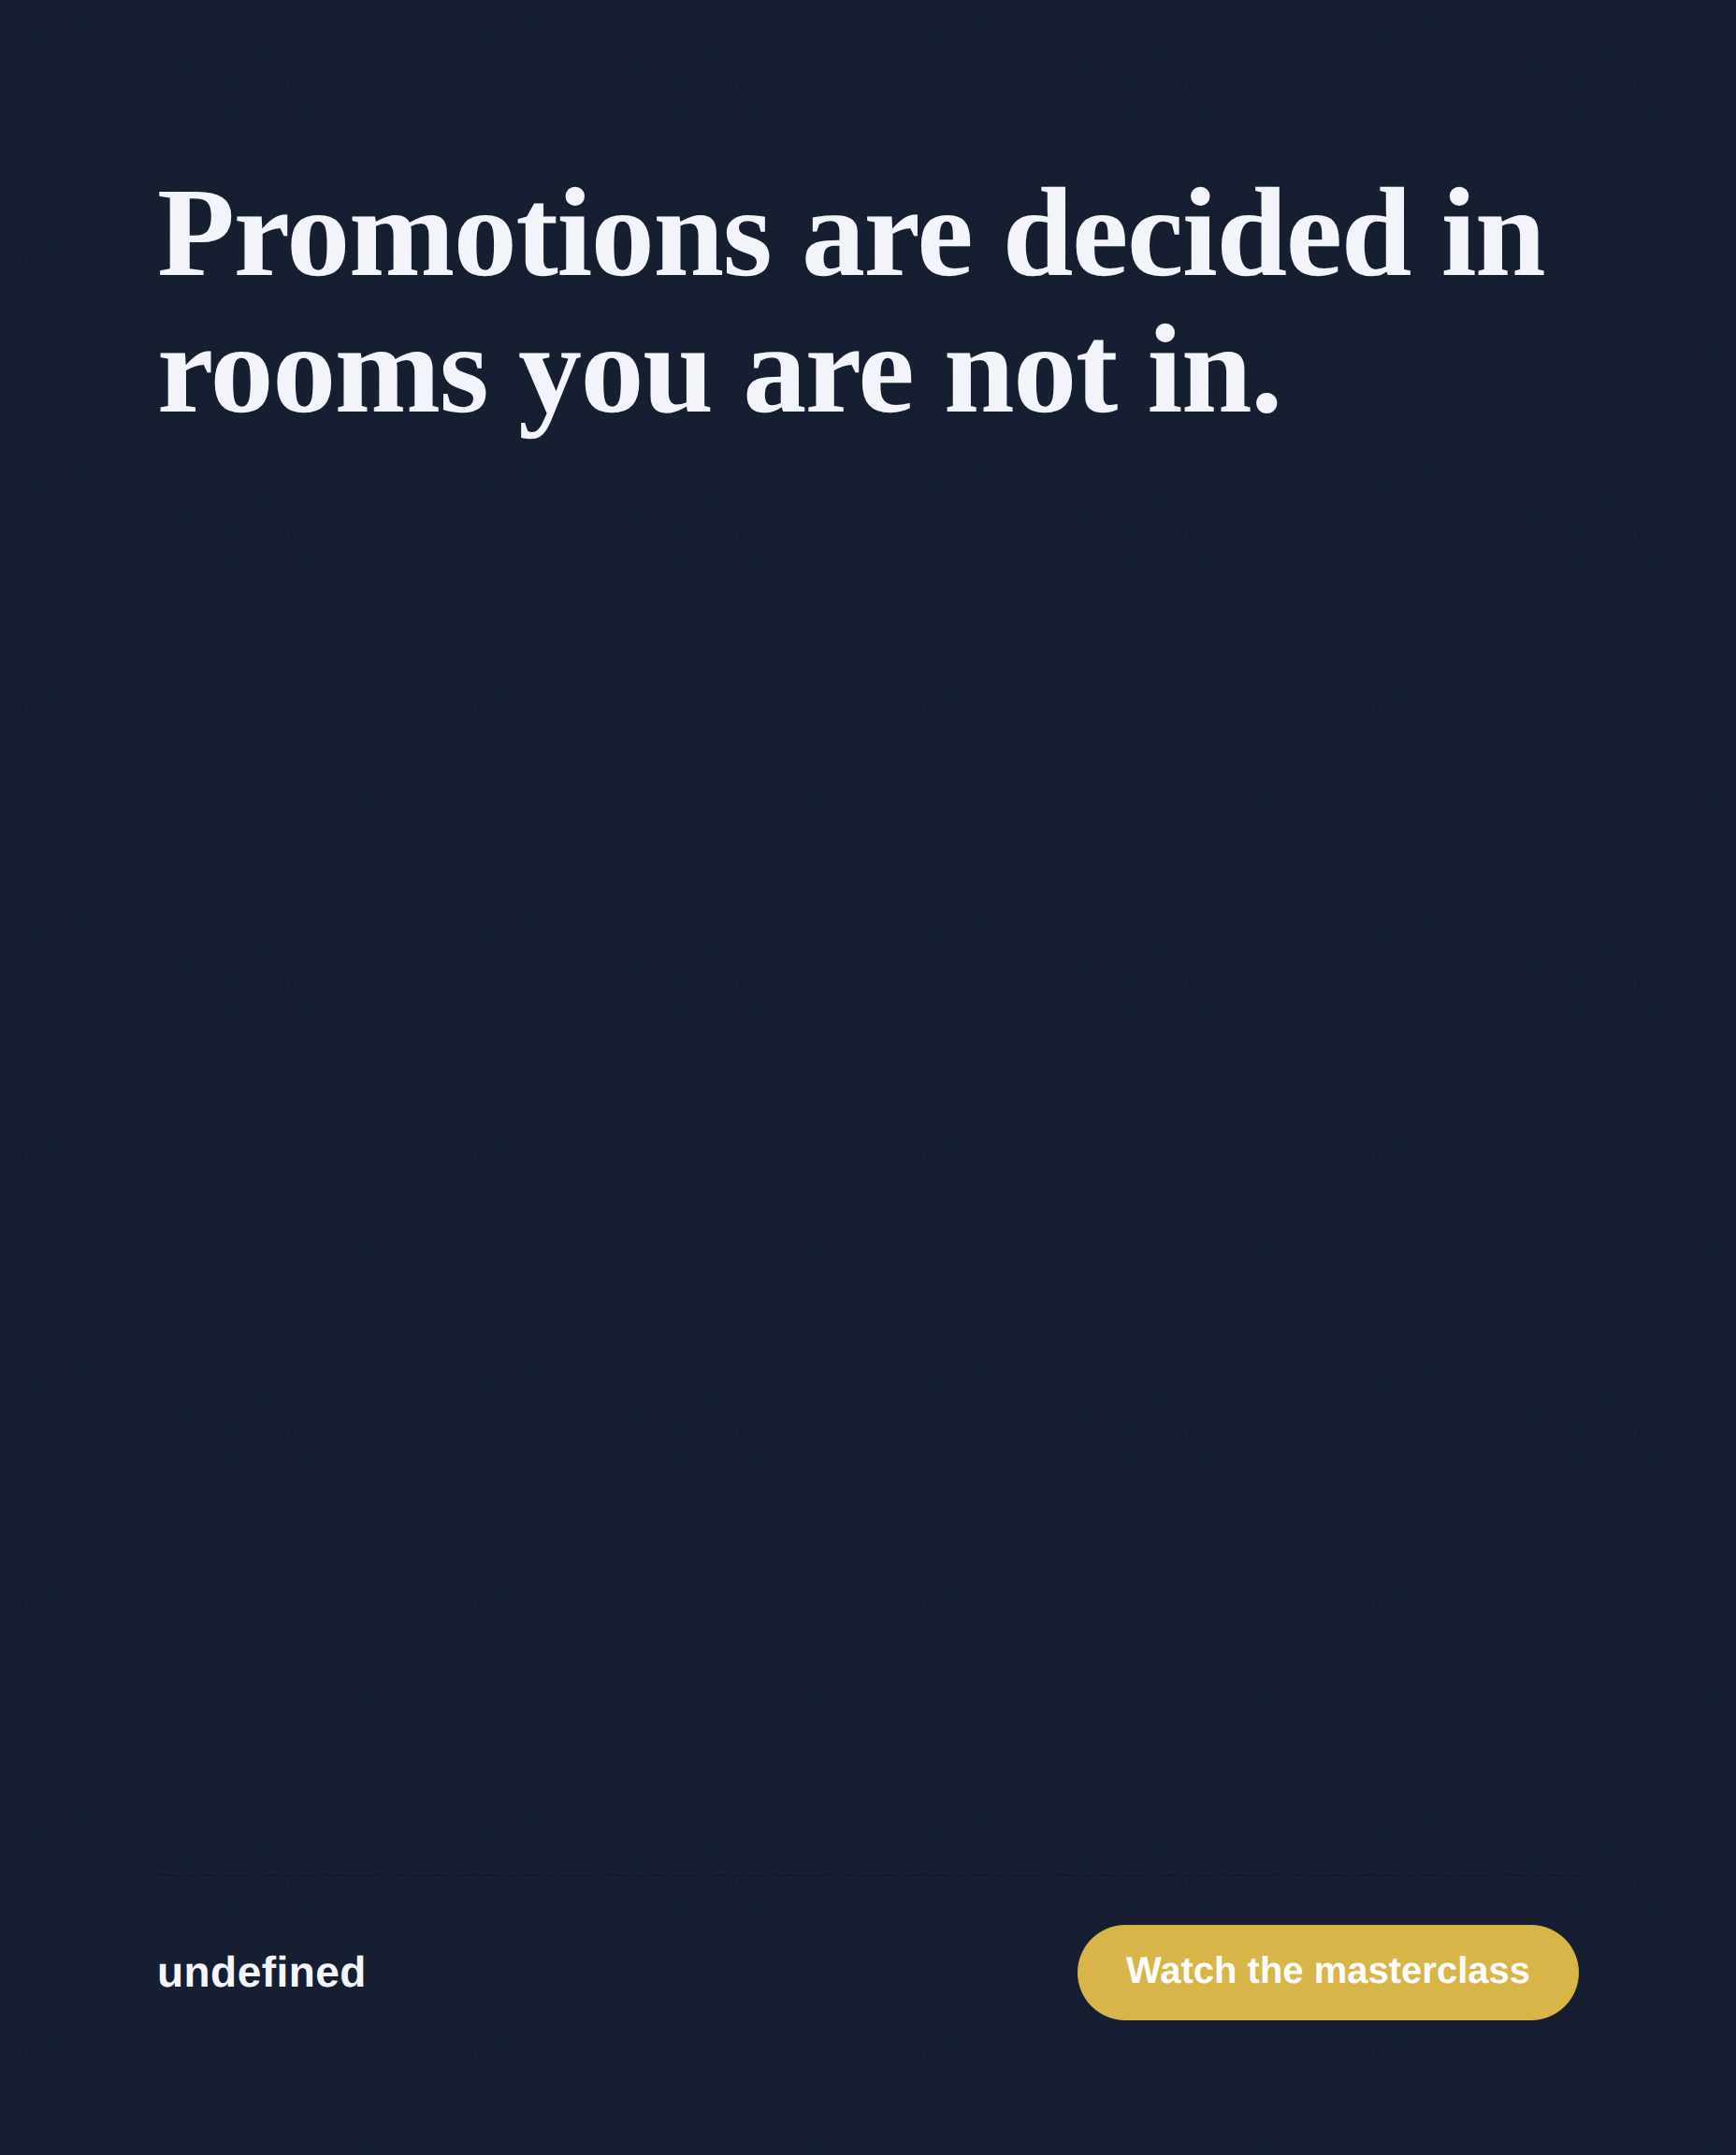 Promotions are decided in
rooms you are not in.
undefined
Watch the masterclass